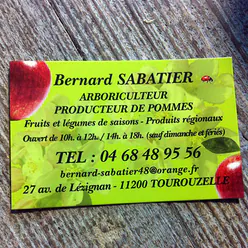 Bernard SABATIER
ARBORICULTEUR
PRODUCTEUR DE POMMES
Fruits et légumes de saisons - Produits régionaux
Ouvert de 10h. à 12h. / 14h. à 18h. (sauf dimanche et fériés)
TEL : 04 68 48 95 56
bernard-sabatier48@orange.fr
27 av. de Lézignan - 11200 TOUROUZELLE